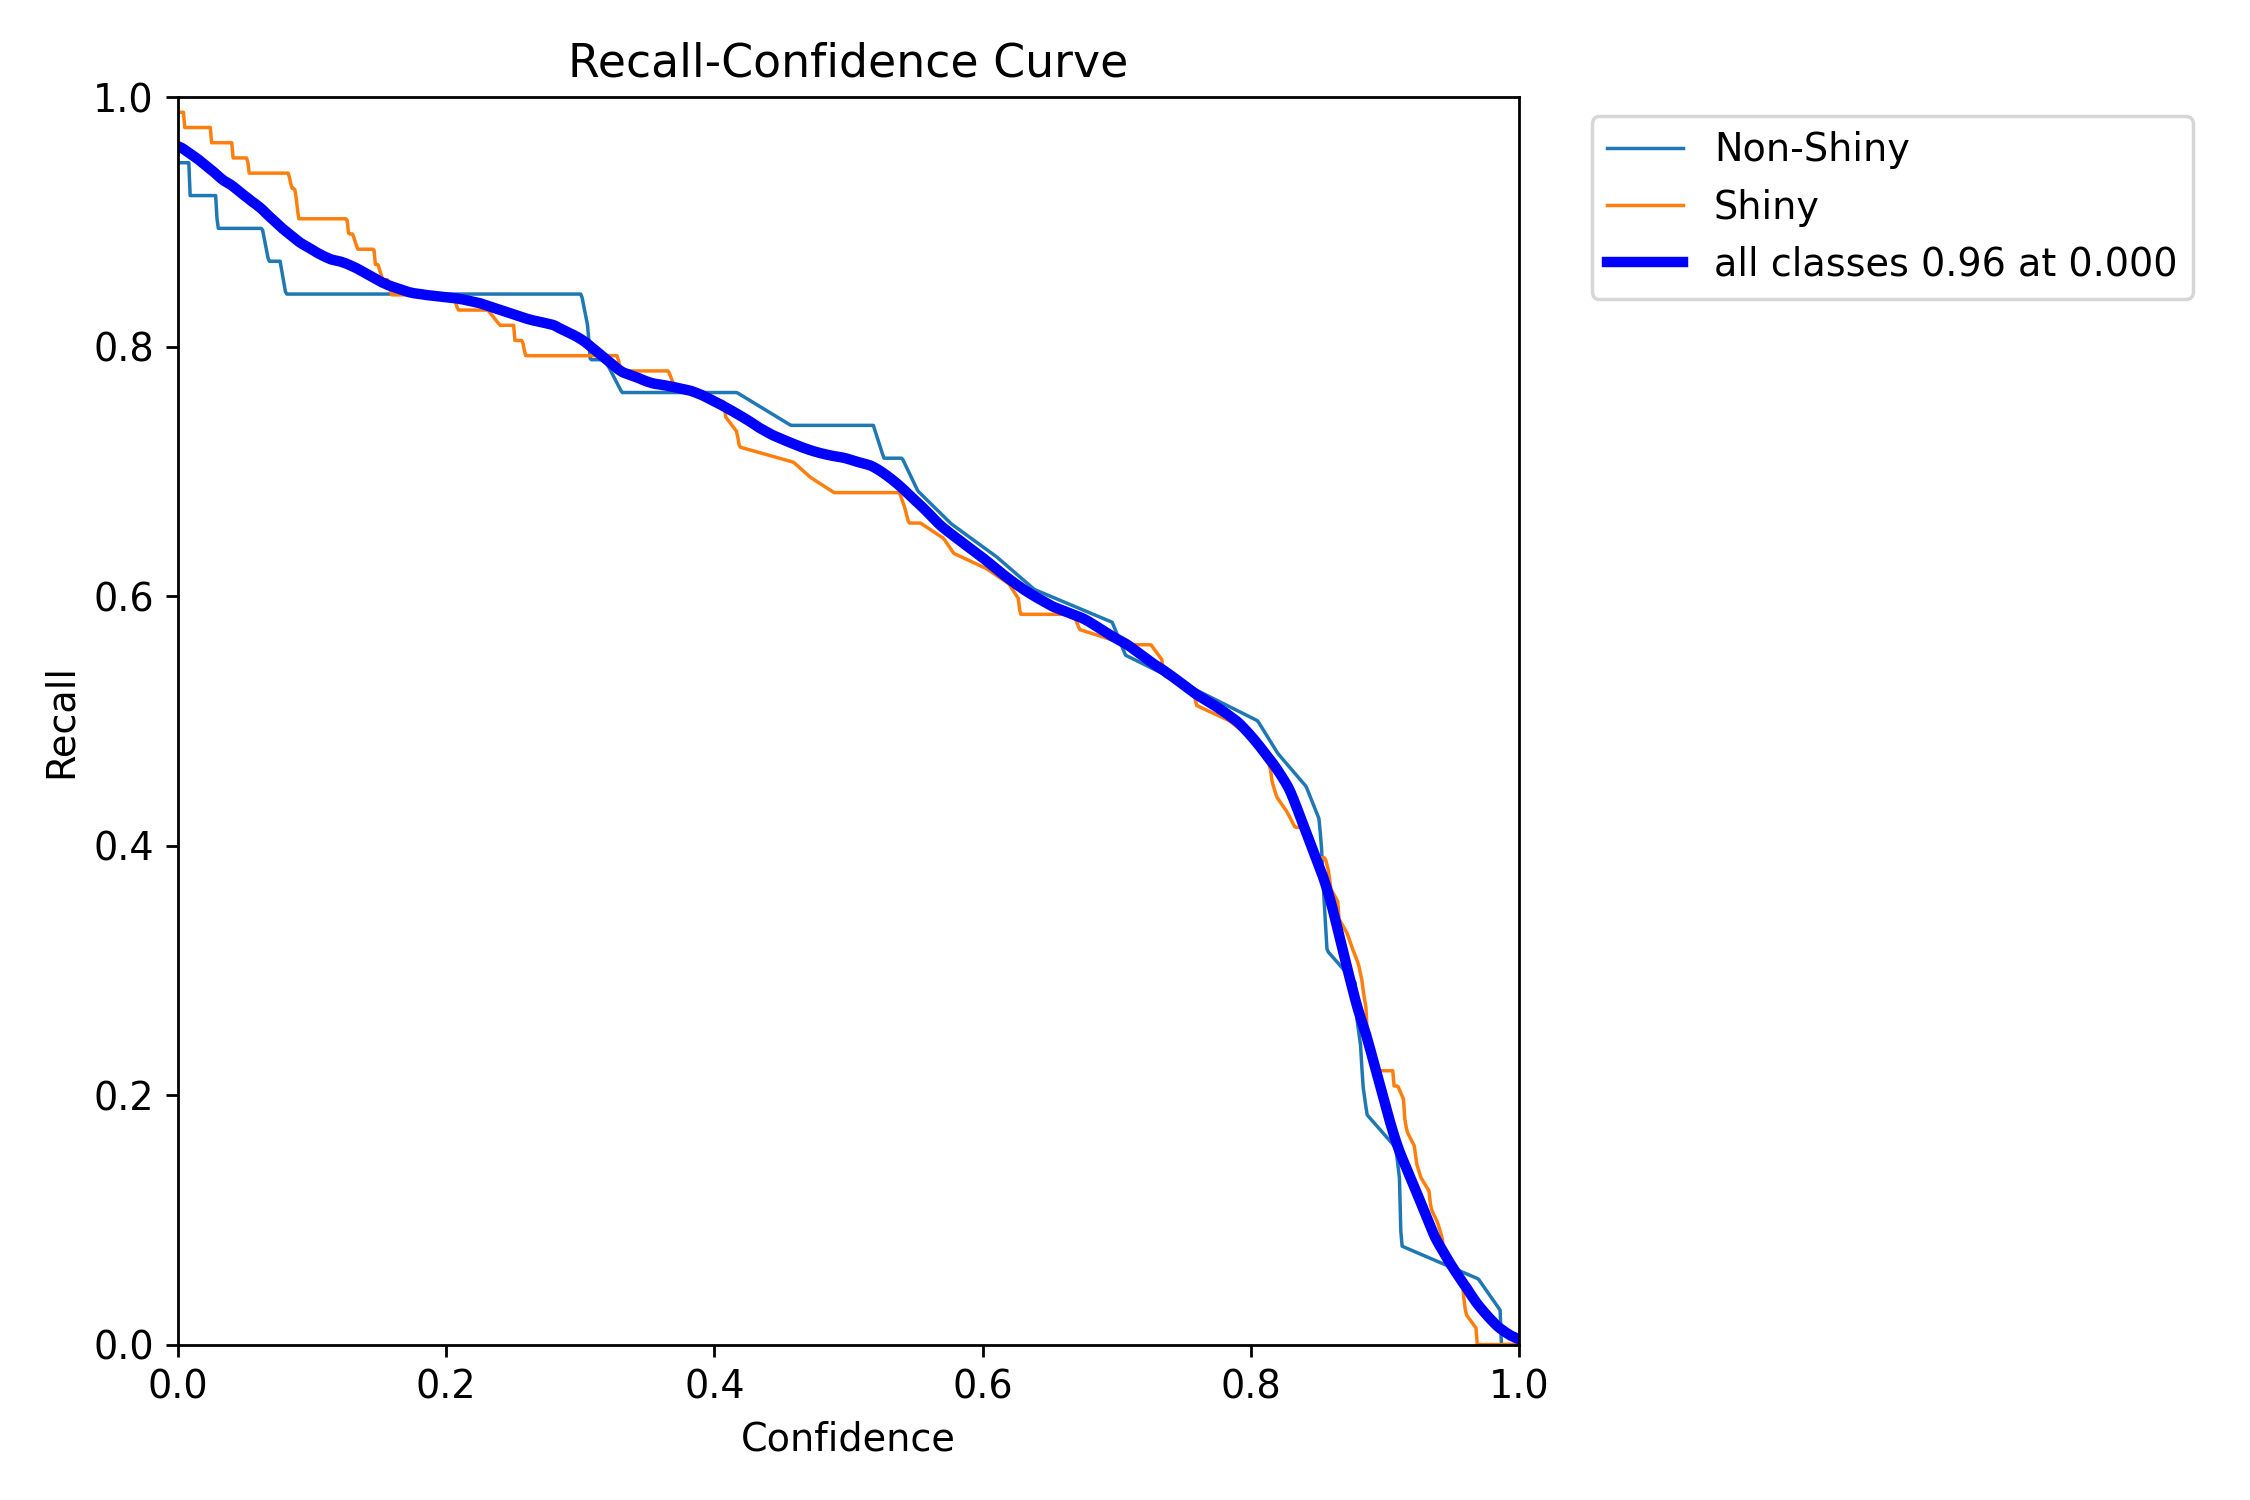 Recall-Confidence Curve
1.0
0.8
0.6
0.4
0.2
0.0
Recall
0.0 0.2 0.4 0.6 0.8 1.0
Confidence
Non-Shiny
Shiny
all classes 0.96 at 0.000